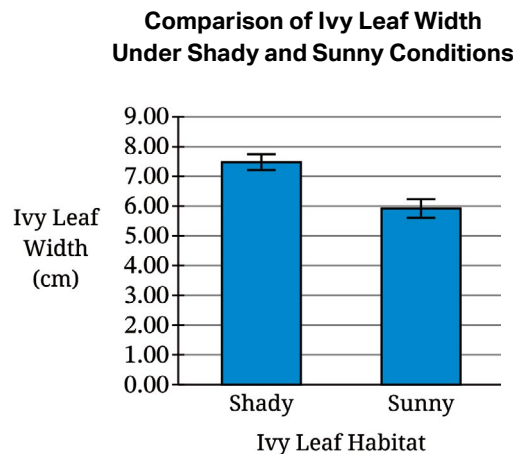 Comparison of Ivy Leaf Width
Under Shady and Sunny Conditions
9.00
8.00
7.00
6.00
5.00
4.00
3.00
2.00
1.00
0.00
Ivy Leaf
Width
(cm)
Shady Sunny
Ivy Leaf Habitat